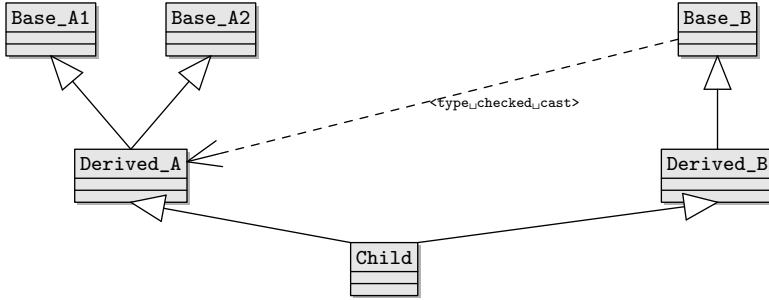 Base_A1
Base_A2
Base_B
<type␣checked␣cast>
Derived_A
Derived_B
Child